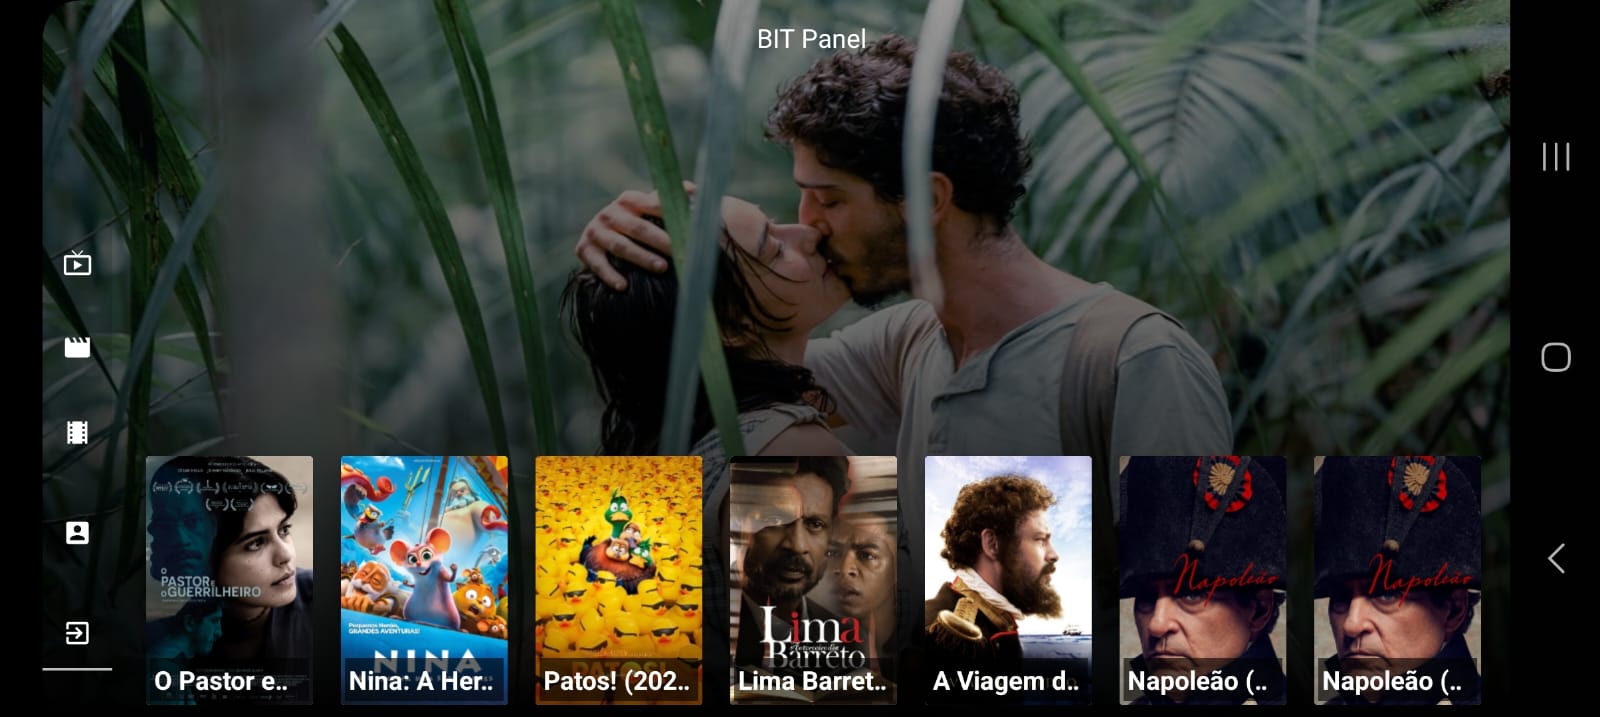 BIT Panel
O
PASTOR E
O GUERRILHEIRO
Pequenos Heróis,
GRANDES AVENTURAS!
NINA
PATOS!
Lima
Barreto
Napoleão
Napoleão
O Pastor e..
Nina: A Her..
Patos! (202..
Lima Barret..
A Viagem d..
Napoleão (..
Napoleão (..